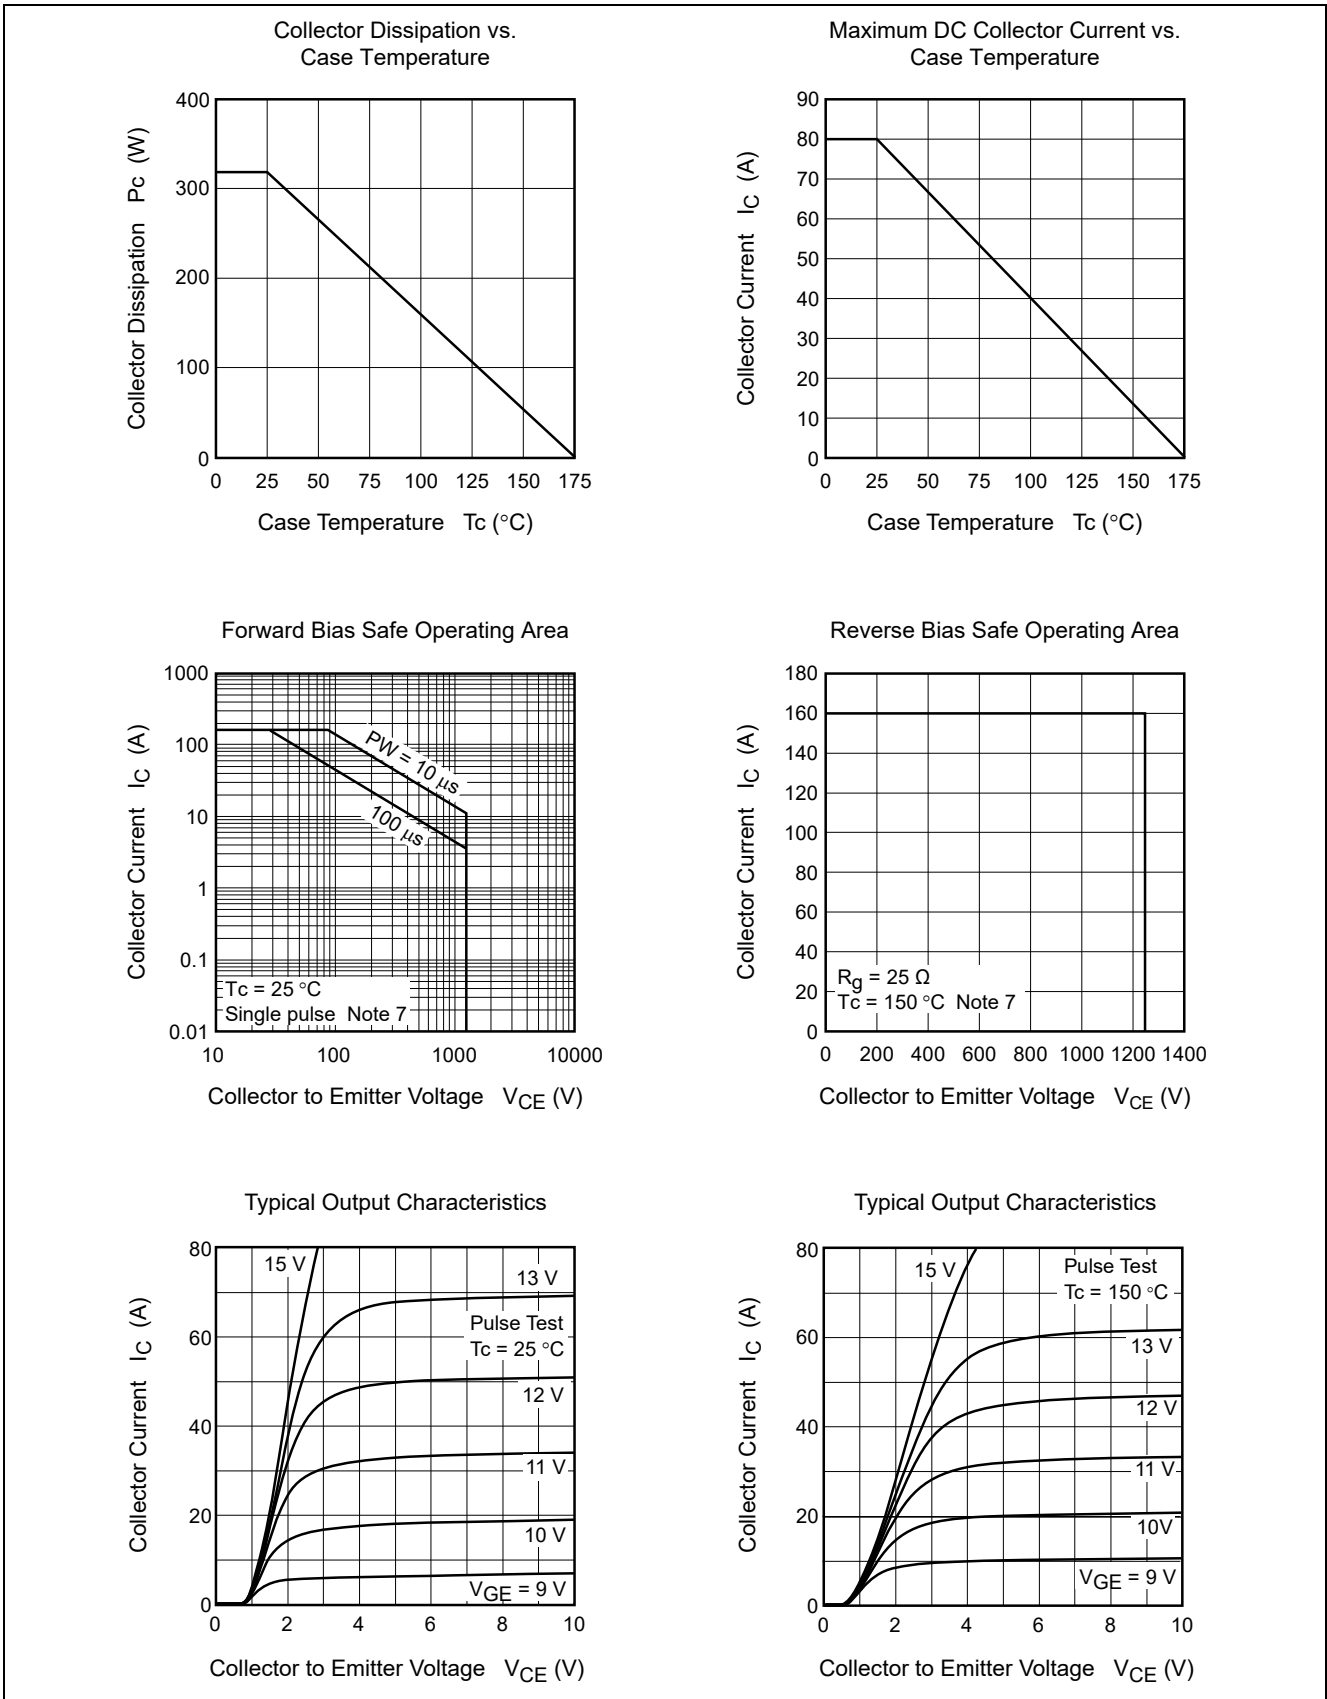 Collector Dissipation vs.
Case Temperature
400
300
200
100
0
0 25 50 75 100 125 150 175
Collector Dissipation Pc (W)
Case Temperature Tc (°C)
Maximum DC Collector Current vs.
Case Temperature
90
80
70
60
50
40
30
20
10
0
0 25 50 75 100 125 150 175
Collector Current IC (A)
Case Temperature Tc (°C)
Forward Bias Safe Operating Area
1000
100
10
1
0.1
0.01
10 100 1000 10000
Collector Current IC (A)
PW = 10 μs
100 μs
Tc = 25 °C
Single pulse Note 7
Collector to Emitter Voltage VCE (V)
Reverse Bias Safe Operating Area
180
160
140
120
100
80
60
40
20
0
0 200 400 600 800 1000 1200 1400
Collector Current IC (A)
Rg = 25 Ω
Tc = 150 °C Note 7
Collector to Emitter Voltage VCE (V)
Typical Output Characteristics
80
60
40
20
0
0 2 4 6 8 10
Collector Current IC (A)
15 V
13 V
Pulse Test
Tc = 25 °C
12 V
11 V
10 V
VGE = 9 V
Collector to Emitter Voltage VCE (V)
Typical Output Characteristics
80
60
40
20
0
0 2 4 6 8 10
Collector Current IC (A)
15 V
Pulse Test
Tc = 150 °C
13 V
12 V
11 V
10V
VGE = 9 V
Collector to Emitter Voltage VCE (V)